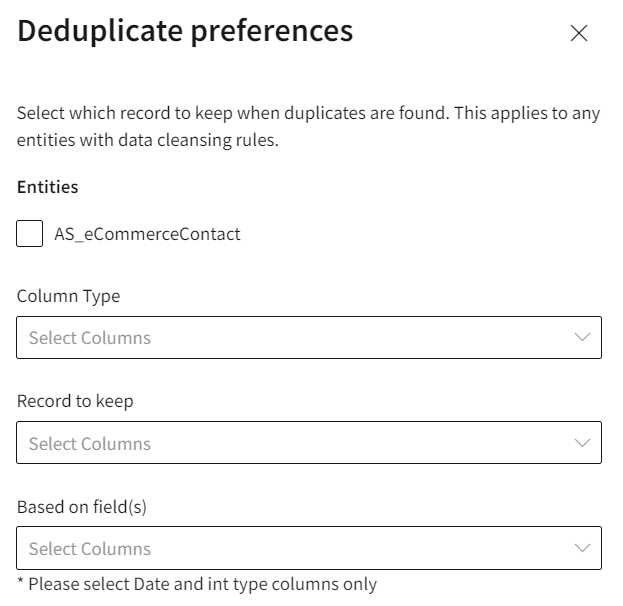 Deduplicate preferences
Select which record to keep when duplicates are found. This applies to any
entities with data cleansing rules.
Entities
AS_eCommerceContact
Column Type
Select Columns
Record to keep
Select Columns
Based on field(s)
Select Columns
* Please select Date and int type columns only